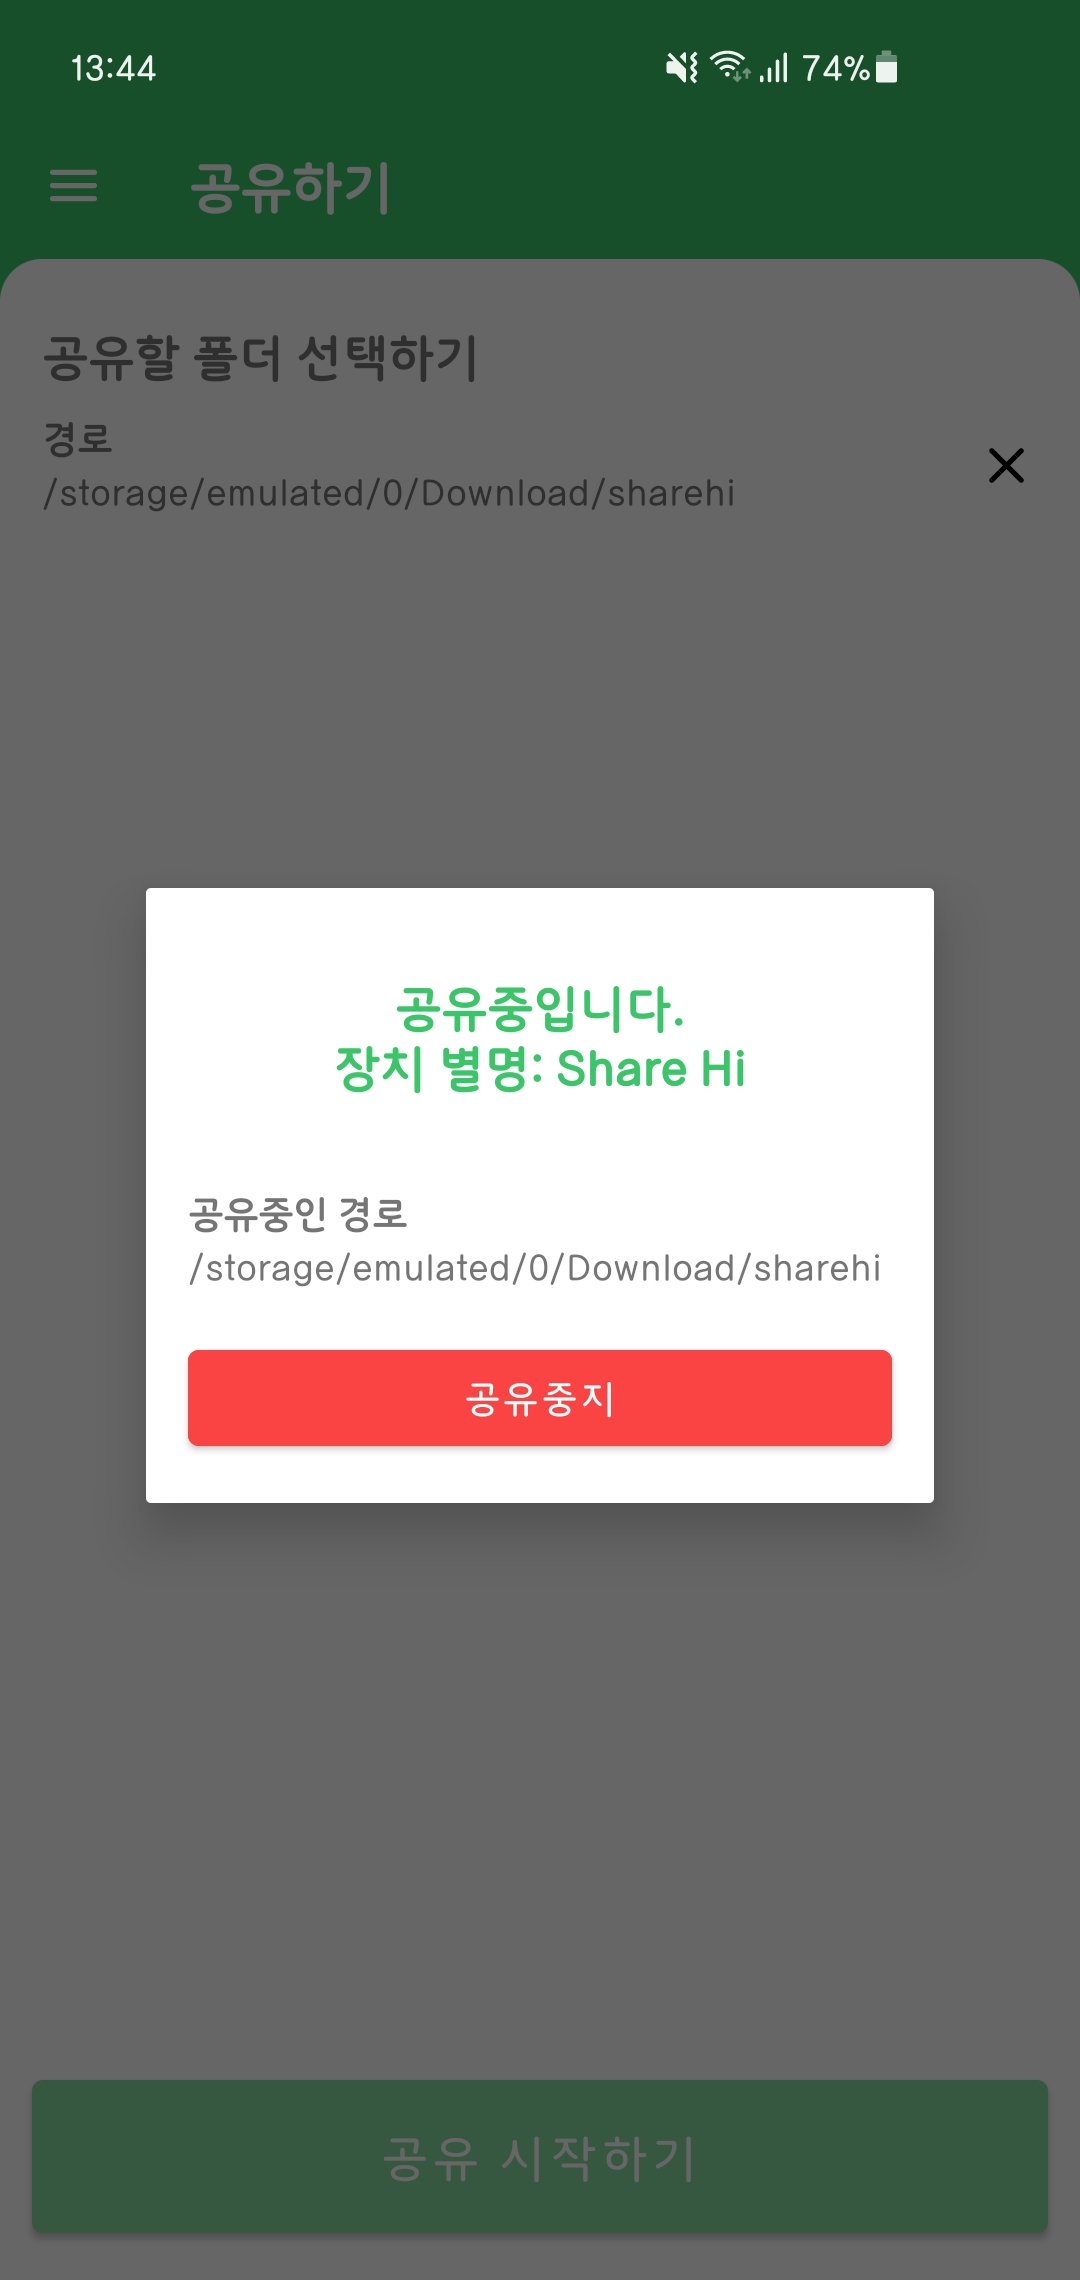 13:44 74%
공유하기
공유할 폴더 선택하기
경로
/storage/emulated/0/Download/sharehi
공유중입니다.
장치 별명: Share Hi
공유중인 경로
/storage/emulated/0/Download/sharehi
공유중지
공유 시작하기